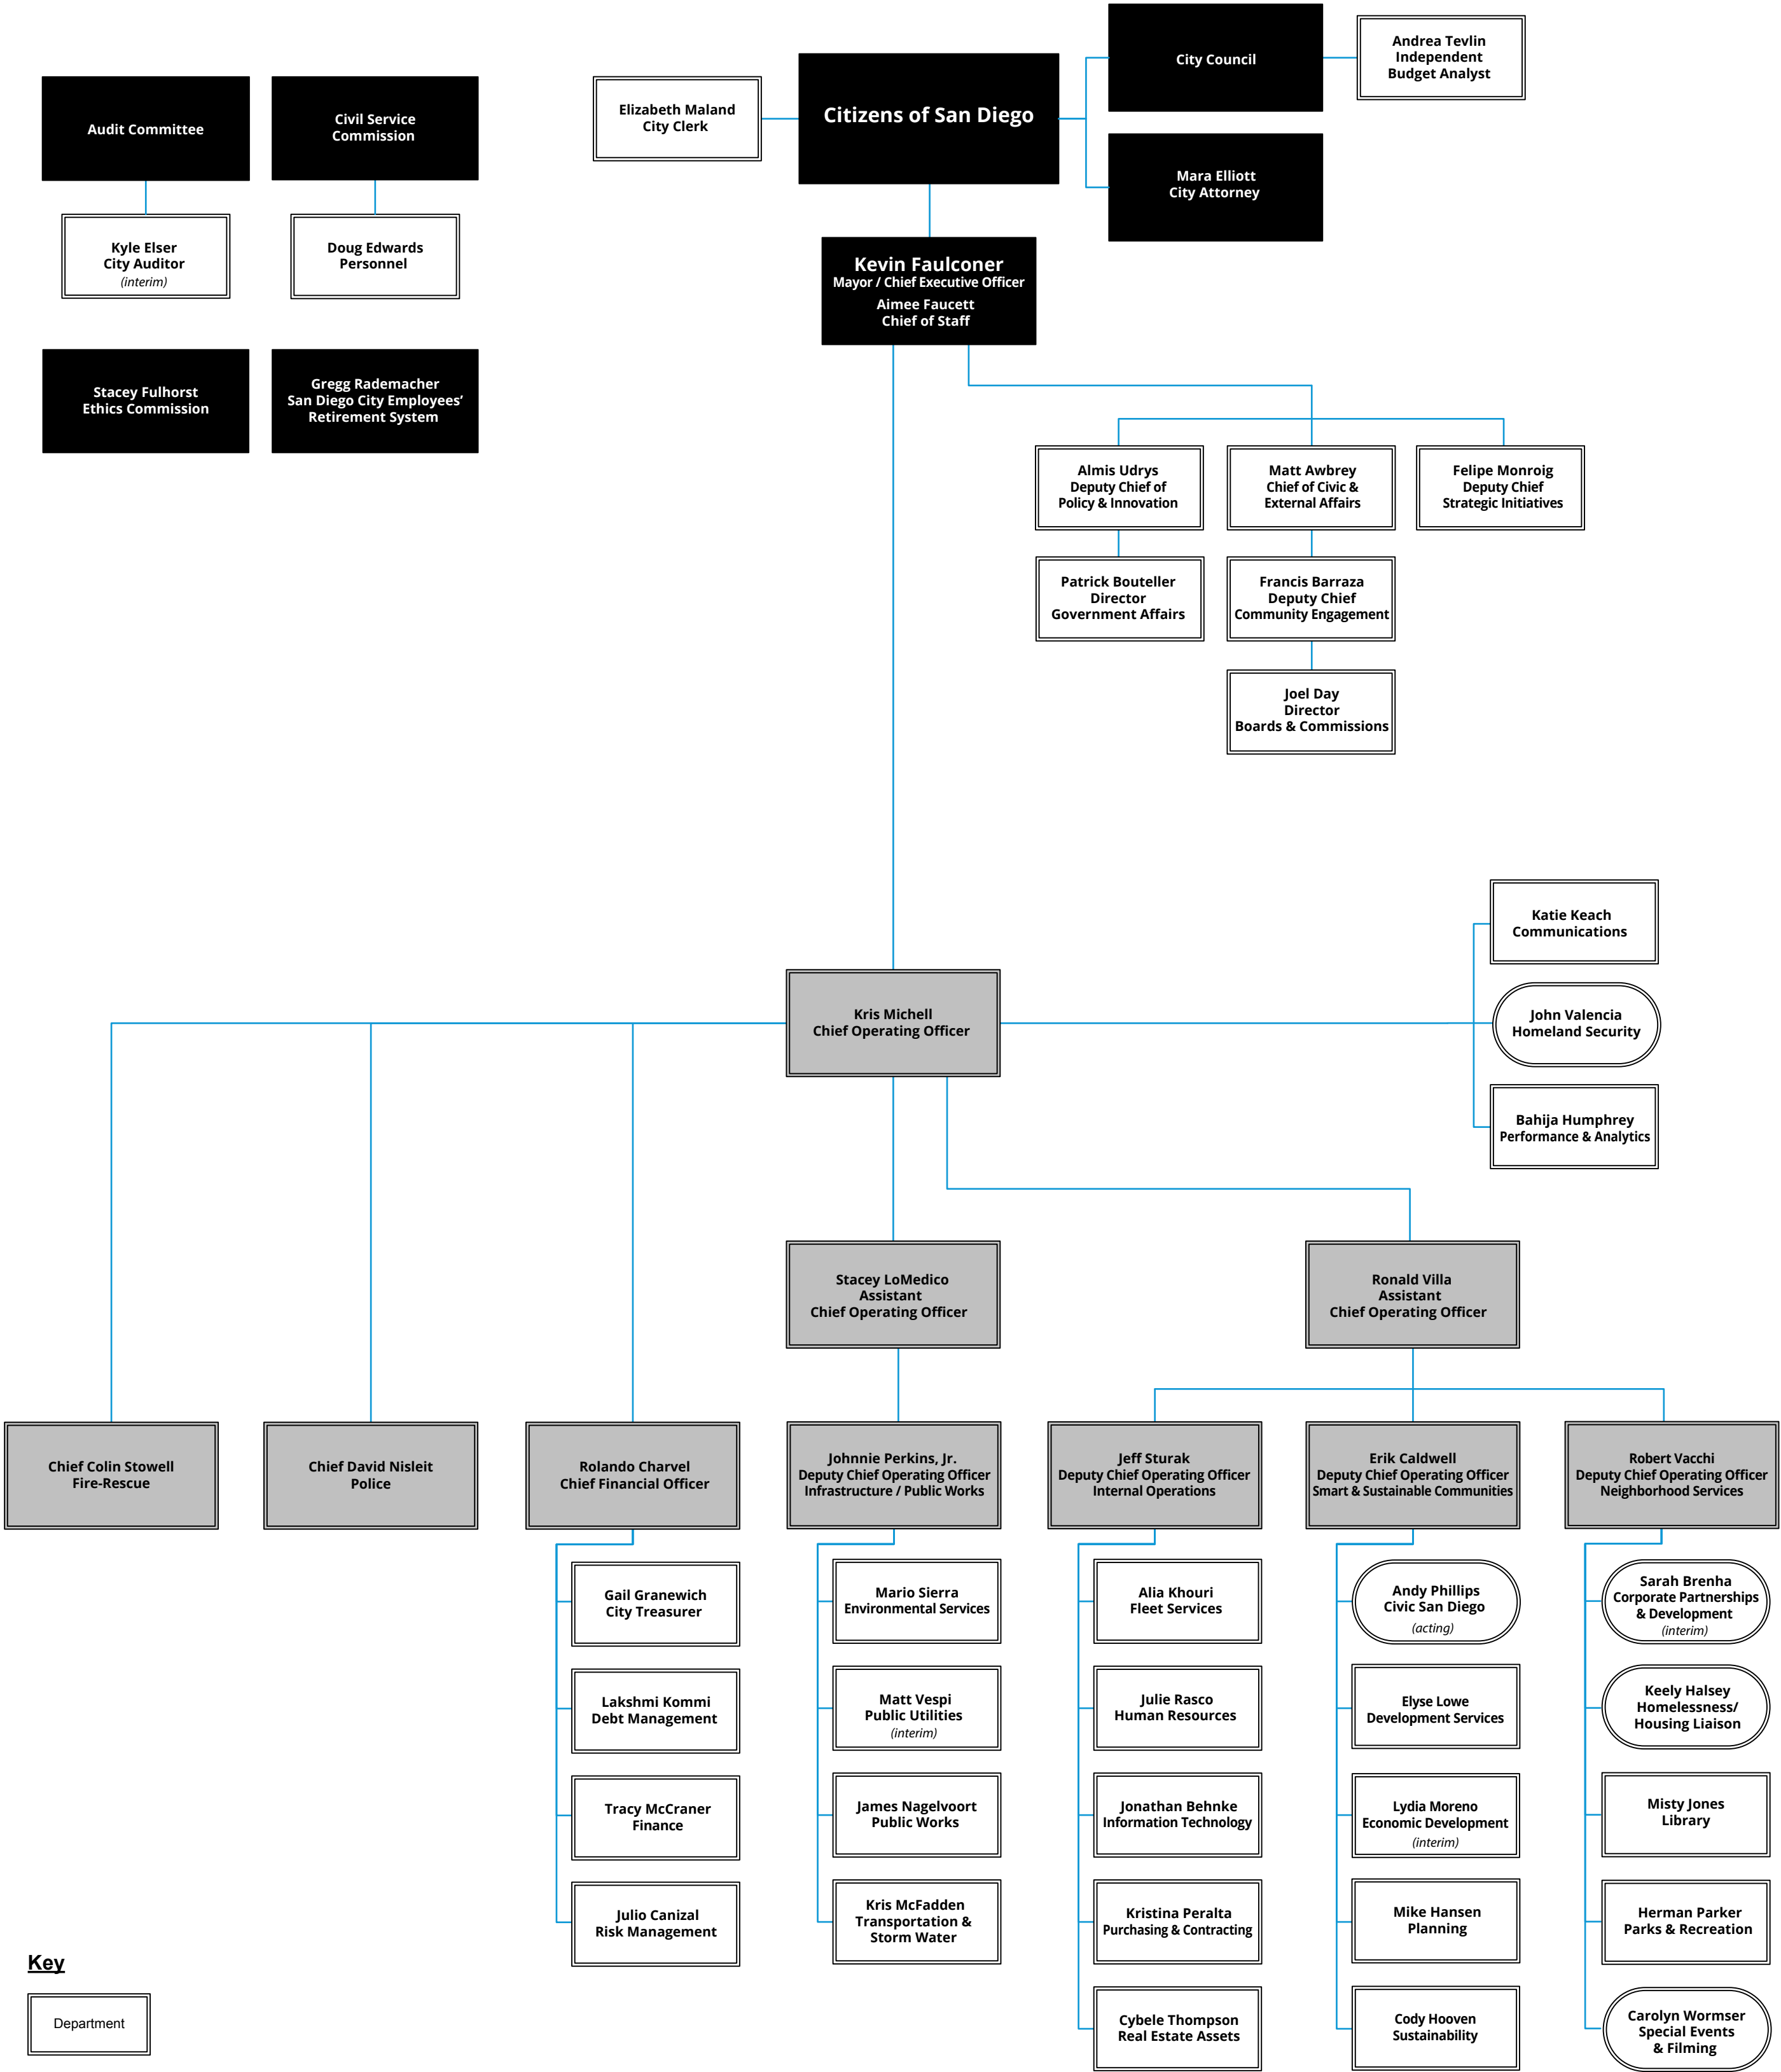 Citizens of San Diego
City Council
Andrea Tevlin
Independent
Budget Analyst
Elizabeth Maland
City Clerk
Mara Elliott
City Attorney
Audit Committee
Civil Service
Commission
Kyle Elser
City Auditor
(interim)
Doug Edwards
Personnel
Stacey Fulhorst
Ethics Commission
Gregg Rademacher
San Diego City Employees’
Retirement System
Kevin Faulconer
Mayor / Chief Executive Officer
Aimee Faucett
Chief of Staff
Almis Udrys
Deputy Chief of
Policy & Innovation
Matt Awbrey
Chief of Civic &
External Affairs
Felipe Monroig
Deputy Chief
Strategic Initiatives
Patrick Bouteller
Director
Government Affairs
Francis Barraza
Deputy Chief
Community Engagement
Joel Day
Director
Boards & Commissions
Katie Keach
Communications
Kris Michell
Chief Operating Officer
John Valencia
Homeland Security
Bahija Humphrey
Performance & Analytics
Stacey LoMedico
Assistant
Chief Operating Officer
Ronald Villa
Assistant
Chief Operating Officer
Chief Colin Stowell
Fire-Rescue
Chief David Nisleit
Police
Rolando Charvel
Chief Financial Officer
Johnnie Perkins, Jr.
Deputy Chief Operating Officer
Infrastructure / Public Works
Jeff Sturak
Deputy Chief Operating Officer
Internal Operations
Erik Caldwell
Deputy Chief Operating Officer
Smart & Sustainable Communities
Robert Vacchi
Deputy Chief Operating Officer
Neighborhood Services
Gail Granewich
City Treasurer
Lakshmi Kommi
Debt Management
Tracy McCraner
Finance
Julio Canizal
Risk Management
Mario Sierra
Environmental Services
Matt Vespi
Public Utilities
(interim)
James Nagelvoort
Public Works
Kris McFadden
Transportation &
Storm Water
Alia Khouri
Fleet Services
Julie Rasco
Human Resources
Jonathan Behnke
Information Technology
Kristina Peralta
Purchasing & Contracting
Cybele Thompson
Real Estate Assets
Andy Phillips
Civic San Diego
(acting)
Elyse Lowe
Development Services
Lydia Moreno
Economic Development
(interim)
Mike Hansen
Planning
Cody Hooven
Sustainability
Sarah Brenha
Corporate Partnerships
& Development
(interim)
Keely Halsey
Homelessness/
Housing Liaison
Misty Jones
Library
Herman Parker
Parks & Recreation
Carolyn Wormser
Special Events
& Filming
Key
Department